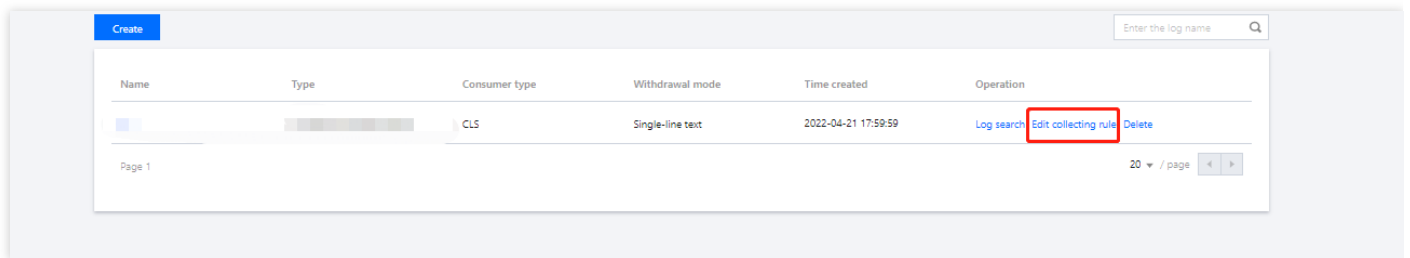 Create
Enter the log name
Name Type Consumer type Withdrawal mode Time created Operation
CLS Single-line text 2022-04-21 17:59:59 Log search Edit collecting rule Delete
Page 1 20 / page